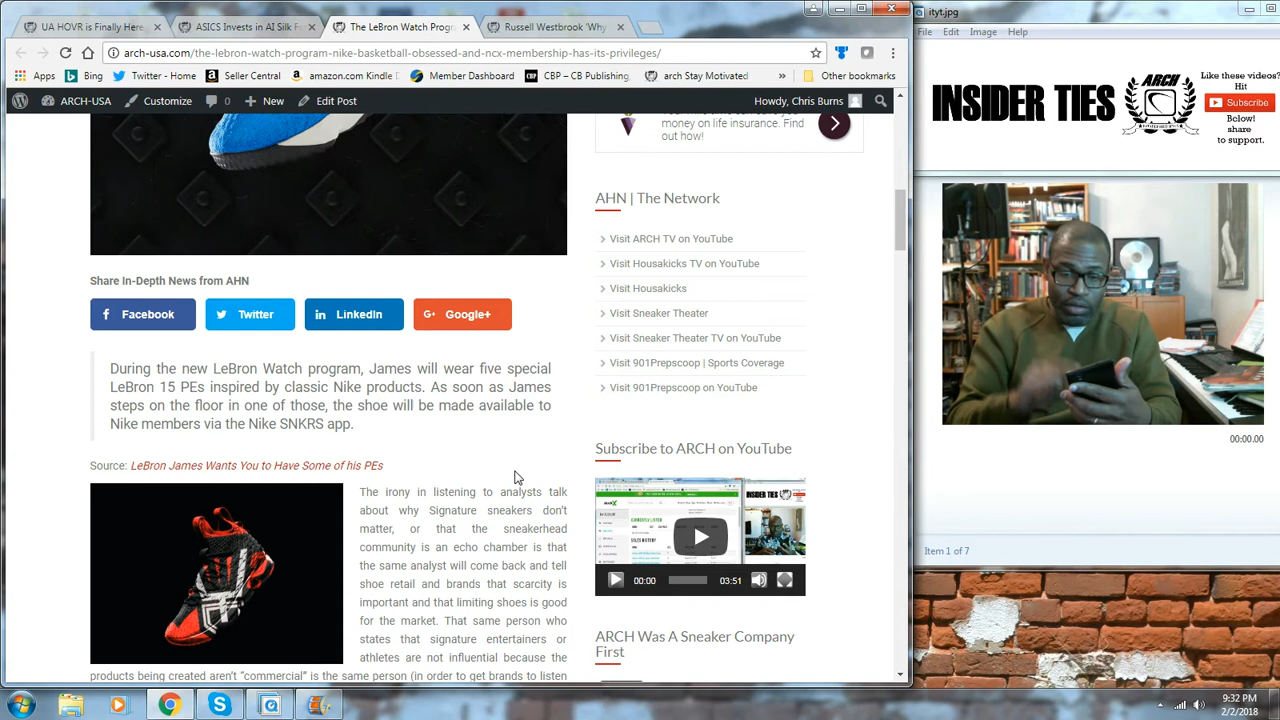 UA HOVR is Finally Here
ASICS Invests in AI Silk F
The LeBron Watch Progr
Russell Westbrook 'Why
arch-usa.com/the-lebron-watch-program-nike-basketball-obsessed-and-ncx-membership-has-its-privileges/
Apps
Bing
Twitter - Home
Seller Central
amazon.com Kindle
Member Dashboard
CBP
CBP – CB Publishing
arch Stay Motivated
»
Other bookmarks
ARCH-USA
Customize
0
New
Edit Post
Howdy, Chris Burns
money on life insurance. Find
out how!
Share In-Depth News from AHN
Facebook
Twitter
LinkedIn
Google+
During the new LeBron Watch program, James will wear five special
LeBron 15 PEs inspired by classic Nike products. As soon as James
steps on the floor in one of those, the shoe will be made available to
Nike members via the Nike SNKRS app.
Source: LeBron James Wants You to Have Some of his PEs
The irony in listening to analysts talk
about why Signature sneakers don't
matter, or that the sneakerhead
community is an echo chamber is that
the same analyst will come back and tell
shoe retail and brands that scarcity is
important and that limiting shoes is good
for the market. That same person who
states that signature entertainers or
athletes are not influential because the
products being created aren't "commercial" is the same person (in order to get brands to listen
AHN | The Network
Visit ARCH TV on YouTube
Visit Housakicks TV on YouTube
Visit Housakicks
Visit Sneaker Theater
Visit Sneaker Theater TV on YouTube
Visit 901Prepscoop | Sports Coverage
Visit 901Prepscoop on YouTube
Subscribe to ARCH on YouTube
INSIDER TIES
00:00
03:51
ARCH Was A Sneaker Company
First
ityt.jpg
File Edit Image Help
INSIDER TIES
ARCH
Like these videos?
Hit
Subscribe
Below!
share
to support.
00:00.00
Item 1 of 7
9:32 PM
2/2/2018